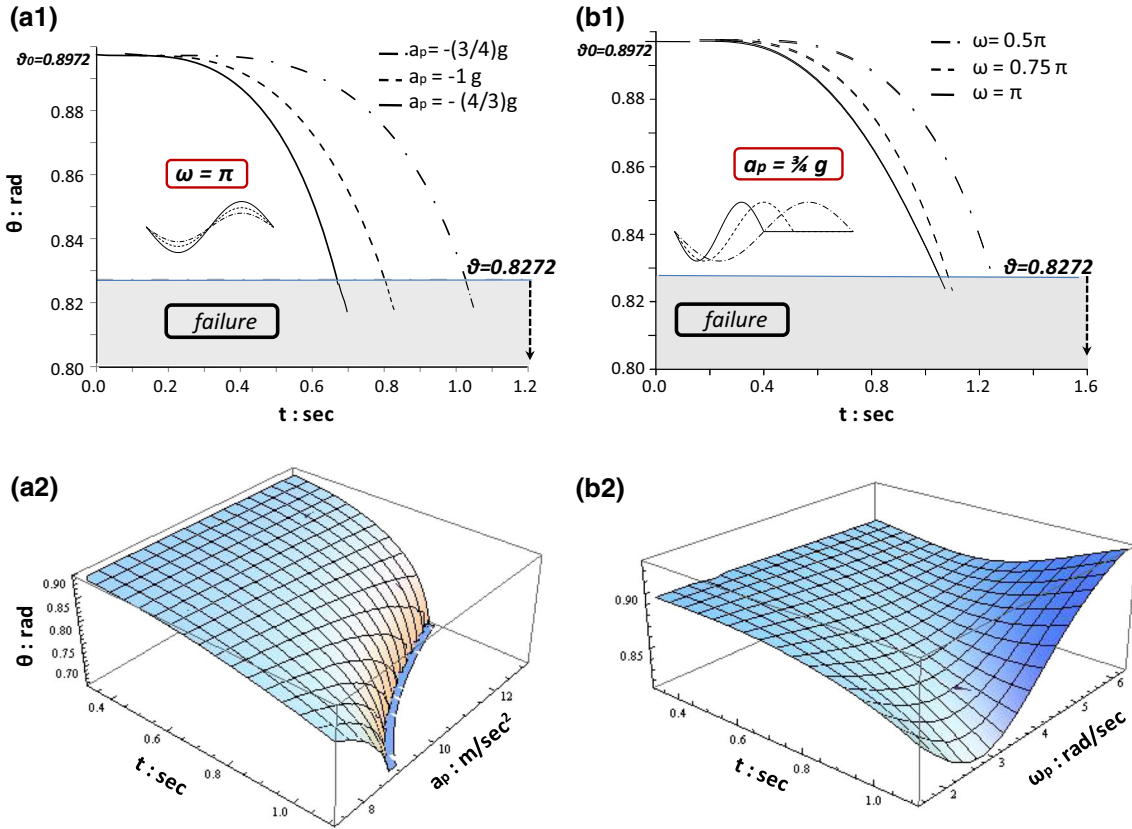 (a1)
ϑ₀=0.8972
0.88
0.86
0.84
0.82
0.80
θ : rad
0.0
0.2
0.4
0.6
0.8
1.0
1.2
t : sec
aₚ= -(3/4)g
aₚ = -1 g
aₚ = - (4/3)g
ω = π
ϑ=0.8272
failure
(b1)
ϑ0=0.8972
0.88
0.86
0.84
0.82
0.80
0.0
0.4
0.8
1.2
1.6
t : sec
ω= 0.5π
ω = 0.75 π
ω = π
aₚ = ¾ g
ϑ=0.8272
failure
(a2)
0.90
0.85
0.80
0.75
0.70
θ : rad
0.4
0.6
0.8
1.0
t : sec
8
10
12
aₚ : m/sec²
(b2)
0.90
0.85
0.4
0.6
0.8
1.0
t : sec
2
3
4
5
6
ωₚ : rad/sec